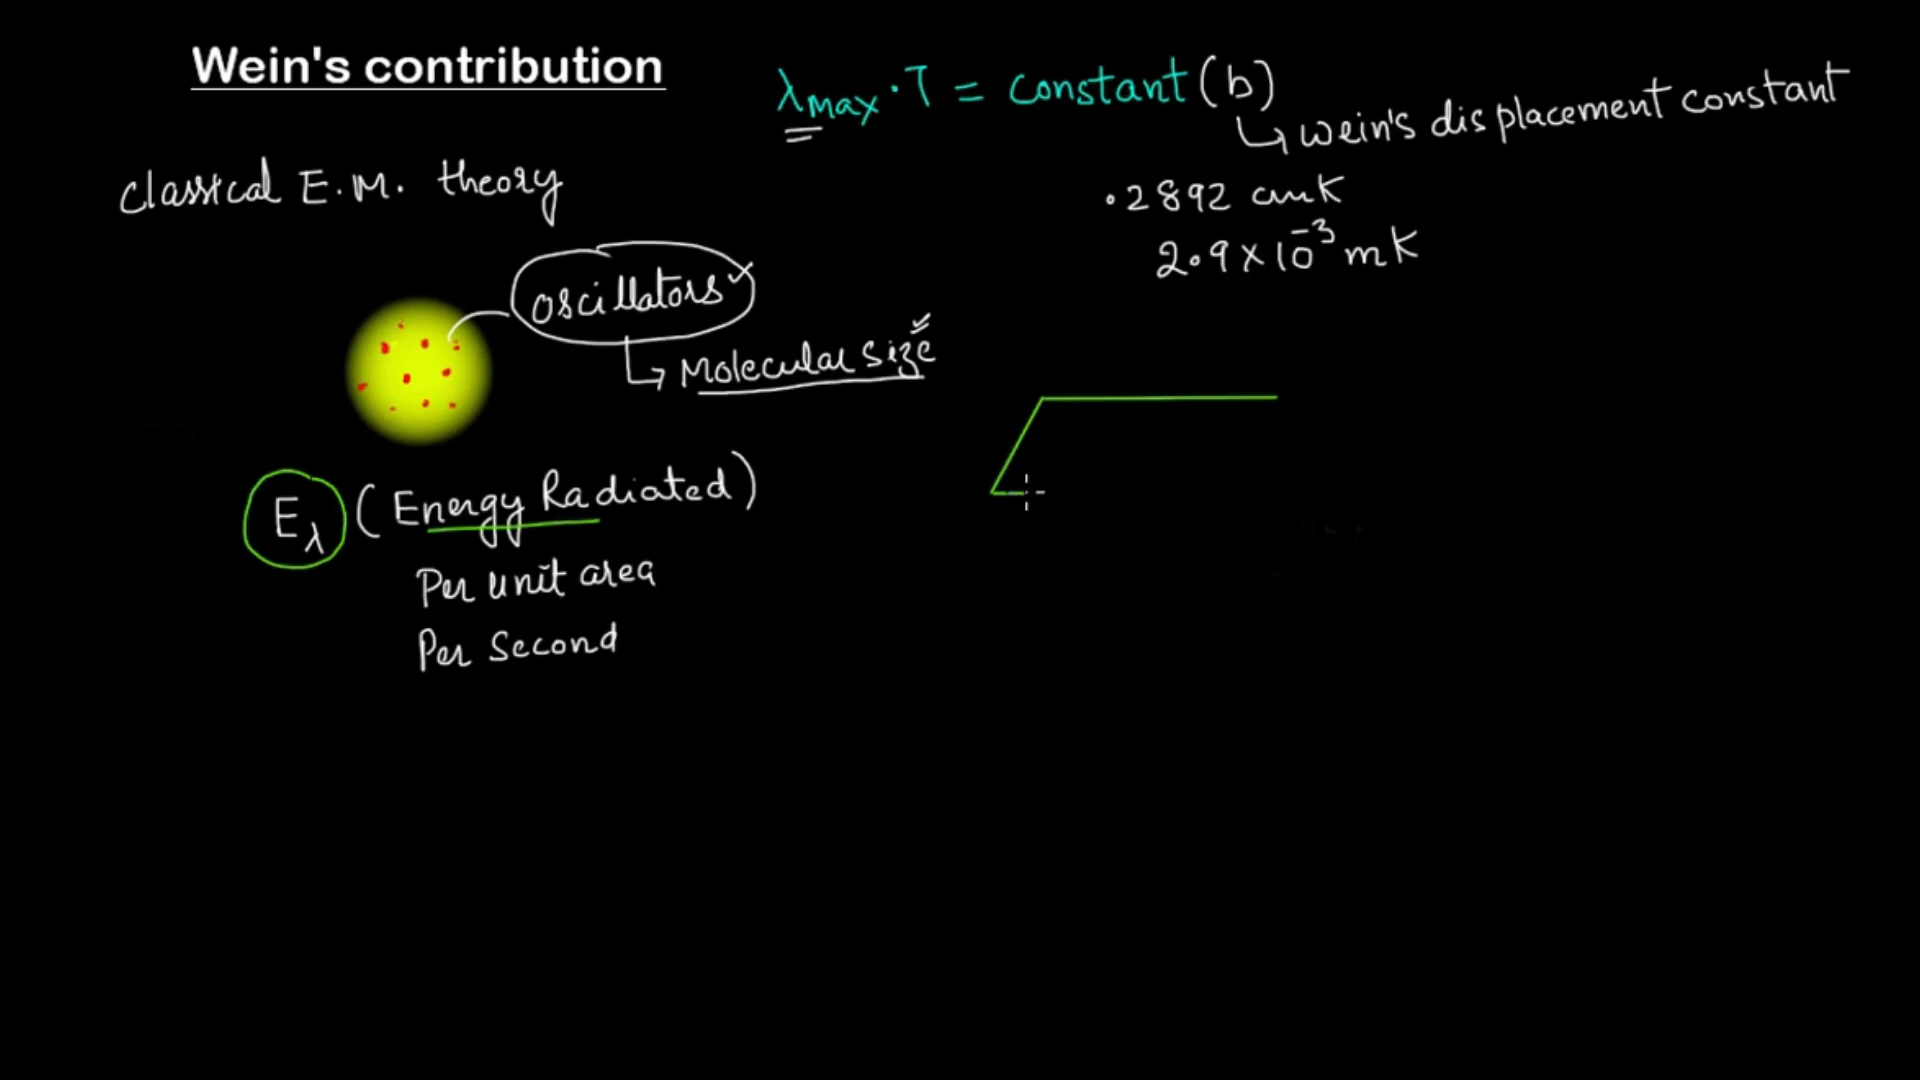 Wein's contribution
λmax · T = constant (b)
↳ wein's displacement constant
classical E.M. theory
.2892 cmK
2.9 × 10⁻³ mK
oscillators ✓
↳ Molecular size ✓
Eλ (Energy Radiated)
Per unit area
Per Second